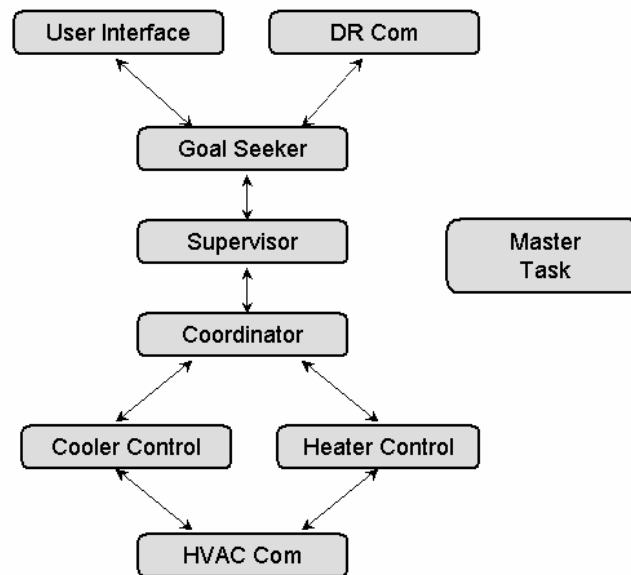 User Interface
DR Com
Goal Seeker
Supervisor
Master
Task
Coordinator
Cooler Control
Heater Control
HVAC Com